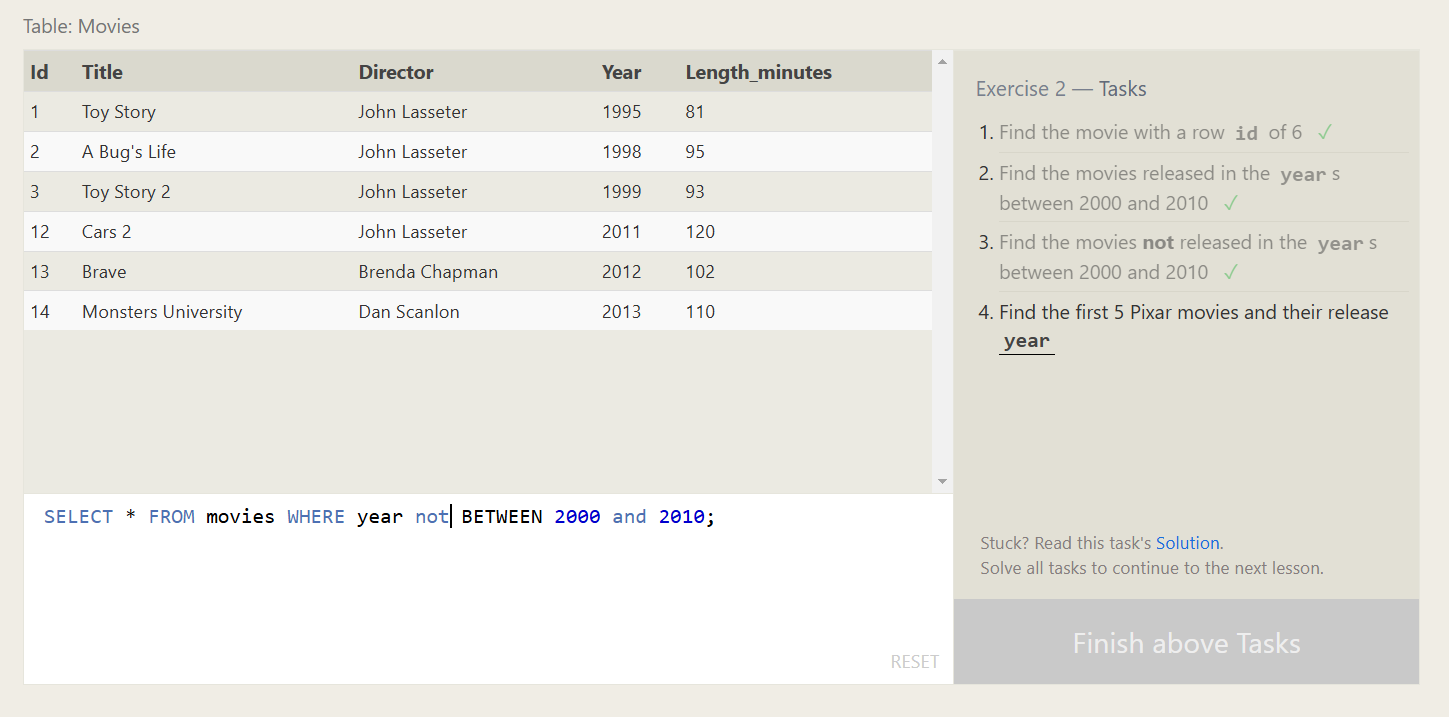 Table: Movies
Id Title Director Year Length_minutes
1 Toy Story John Lasseter 1995 81
2 A Bug's Life John Lasseter 1998 95
3 Toy Story 2 John Lasseter 1999 93
12 Cars 2 John Lasseter 2011 120
13 Brave Brenda Chapman 2012 102
14 Monsters University Dan Scanlon 2013 110
SELECT * FROM movies WHERE year not BETWEEN 2000 and 2010;
RESET
Exercise 2 — Tasks
1. Find the movie with a row id of 6 ✓
2. Find the movies released in the year s
between 2000 and 2010 ✓
3. Find the movies not released in the year s
between 2000 and 2010 ✓
4. Find the first 5 Pixar movies and their release
year
Stuck? Read this task's Solution.
Solve all tasks to continue to the next lesson.
Finish above Tasks